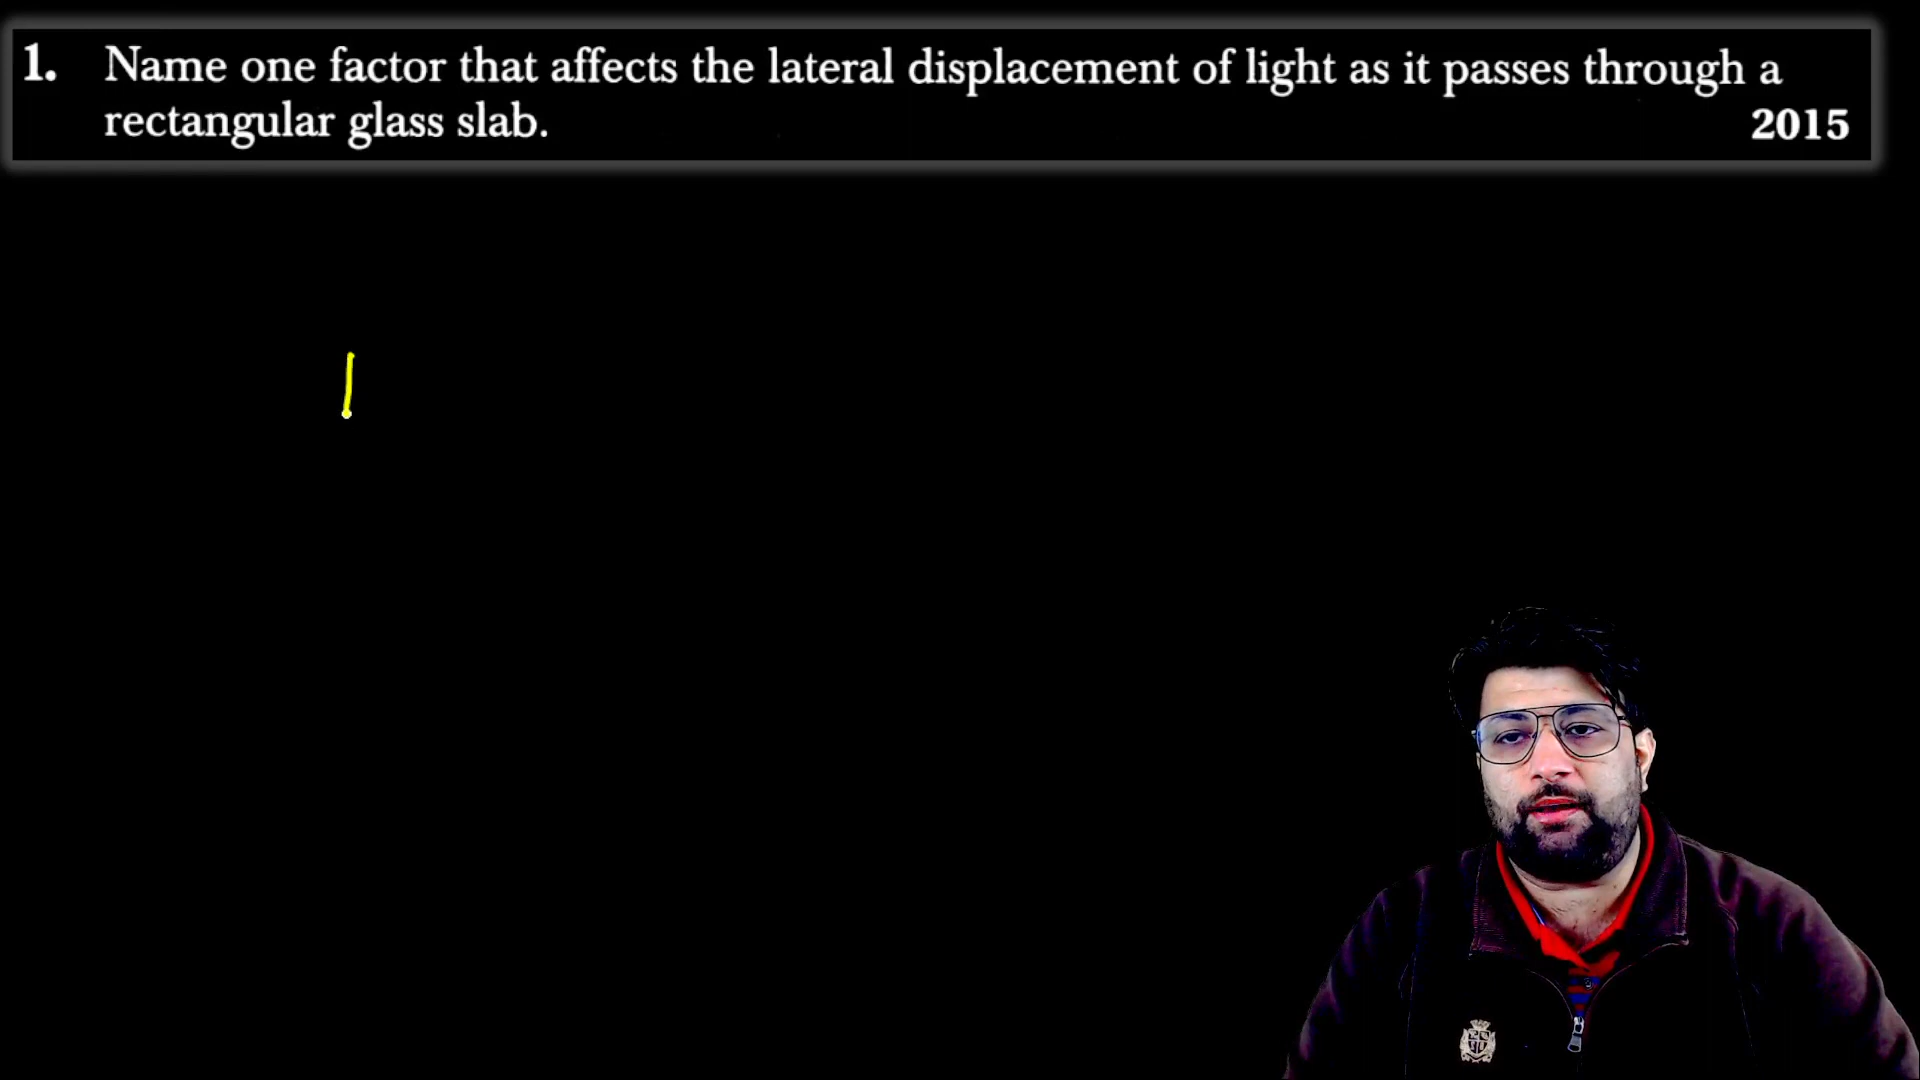 1. Name one factor that affects the lateral displacement of light as it passes through a
rectangular glass slab. 2015